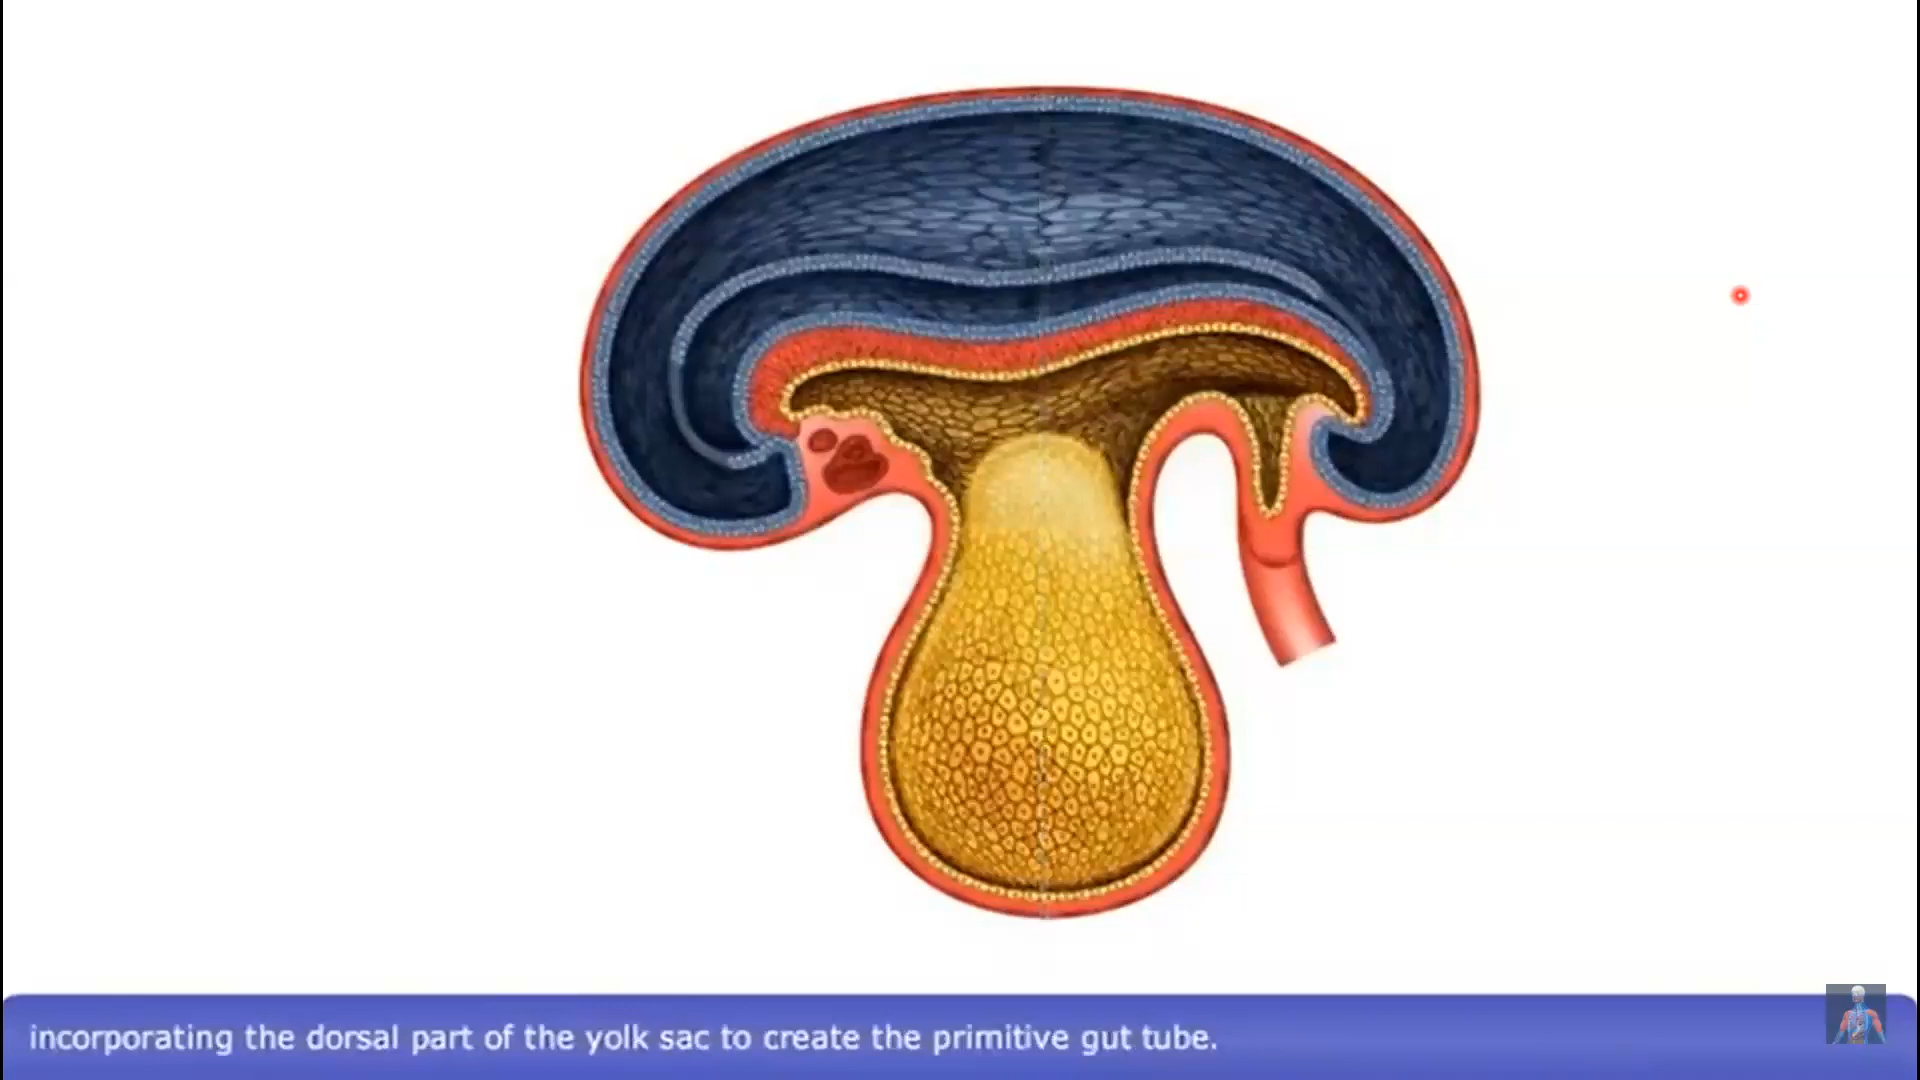 incorporating the dorsal part of the yolk sac to create the primitive gut tube.